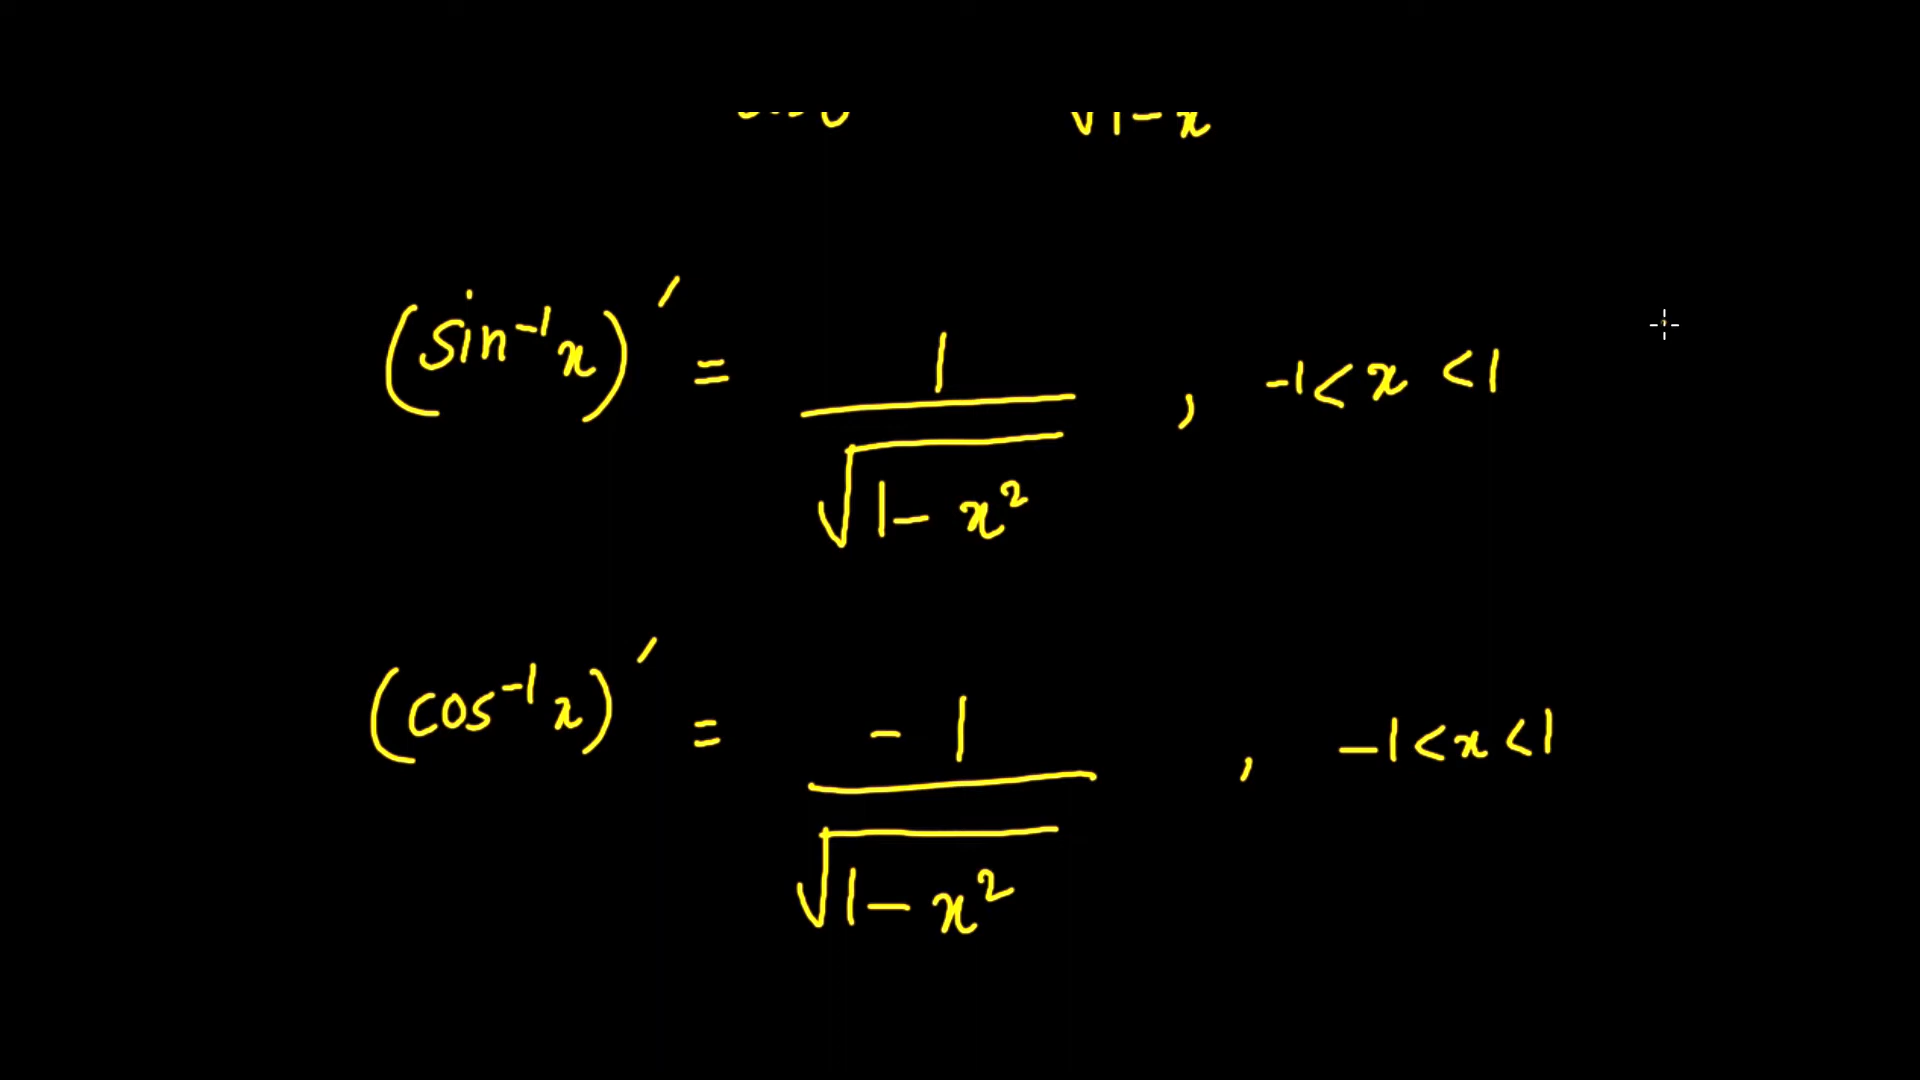 (sin⁻¹x)′ = 1/√(1-x²) , -1<x<1
(cos⁻¹x)′ = -1/√(1-x²) , -1<x<1